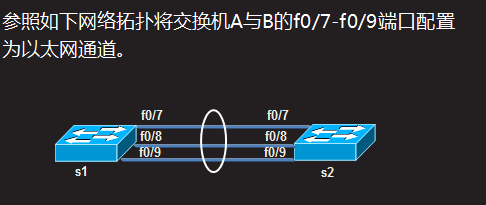 参照如下网络拓扑将交换机A与B的f0/7-f0/9端口配置
为以太网通道。
f0/7 f0/7
f0/8 f0/8
f0/9 f0/9
s1 s2